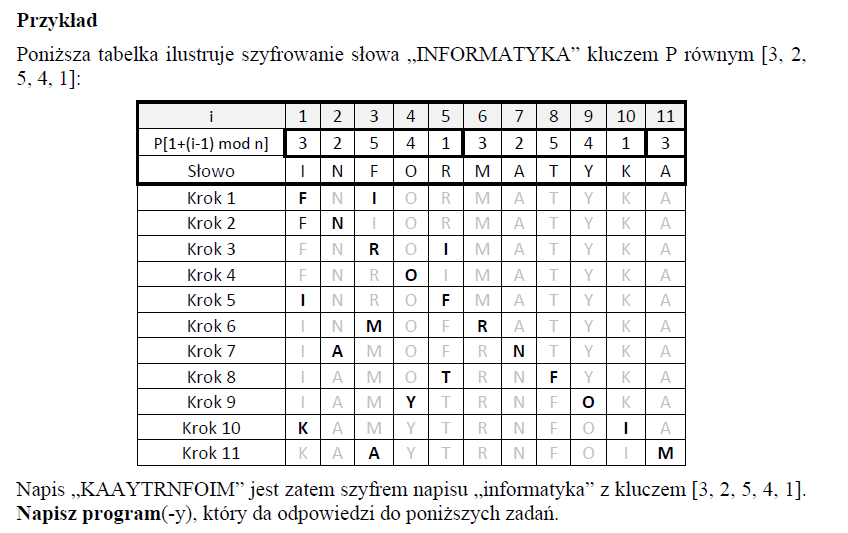 Przykład
Poniższa tabelka ilustruje szyfrowanie słowa „INFORMATYKA” kluczem P równym [3, 2,
5, 4, 1]:
i 1 2 3 4 5 6 7 8 9 10 11
P[1+(i-1) mod n] 3 2 5 4 1 3 2 5 4 1 3
Słowo I N F O R M A T Y K A
Krok 1 F N I O R M A T Y K A
Krok 2 F N I O R M A T Y K A
Krok 3 F N R O I M A T Y K A
Krok 4 F N R O I M A T Y K A
Krok 5 I N R O F M A T Y K A
Krok 6 I N M O F R A T Y K A
Krok 7 I A M O F R N T Y K A
Krok 8 I A M O T R N F Y K A
Krok 9 I A M Y T R N F O K A
Krok 10 K A M Y T R N F O I A
Krok 11 K A A Y T R N F O I M
Napis „KAAYTRNFOIM” jest zatem szyfrem napisu „informatyka” z kluczem [3, 2, 5, 4, 1].
Napisz program(-y), który da odpowiedzi do poniższych zadań.